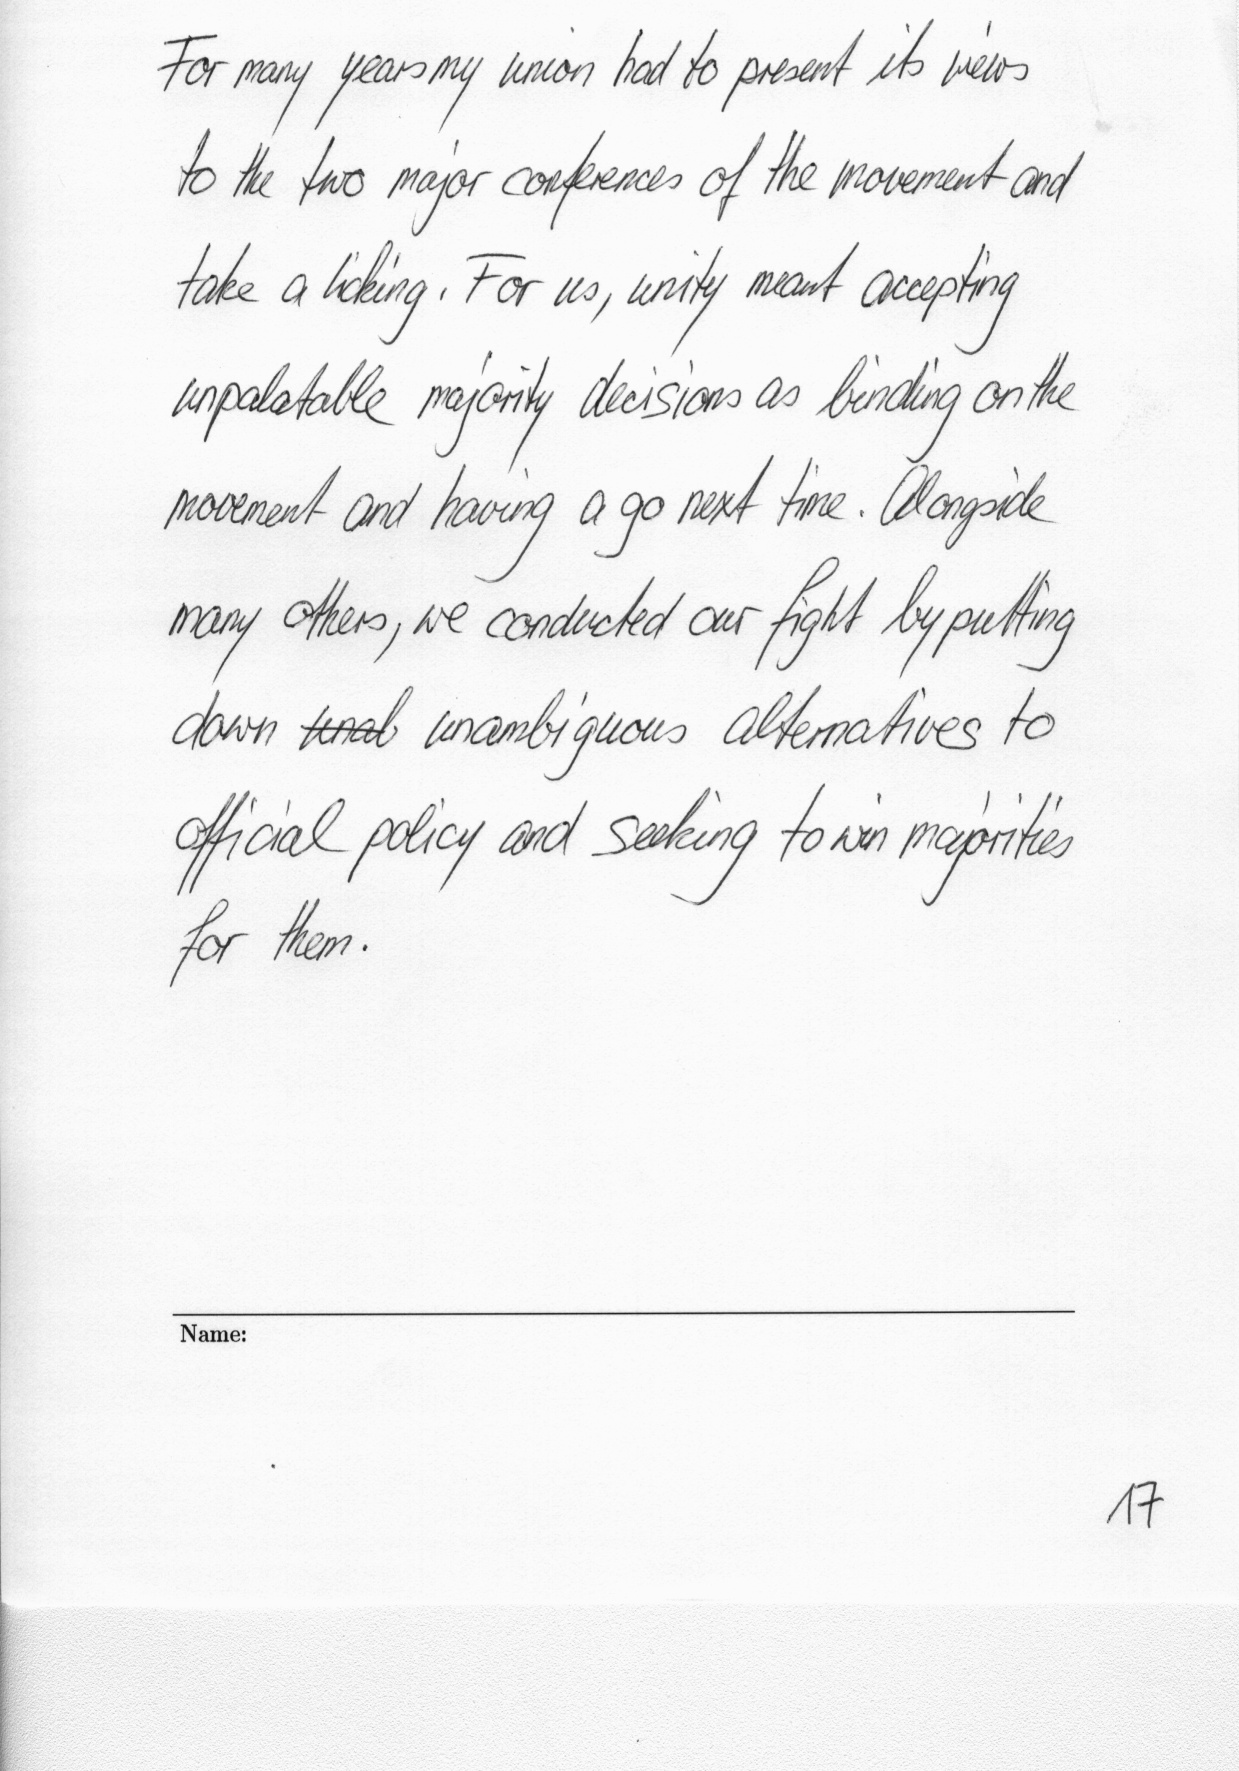 For many years my union had to present its views
to the two major conferences of the movement and
take a licking. For us, unity meant accepting
unpalatable majority decisions as binding on the
movement and having a go next time. Alongside
many others, we conducted our fight by putting
down unambiguous alternatives to
official policy and seeking to win majorities
for them.
Name:
17